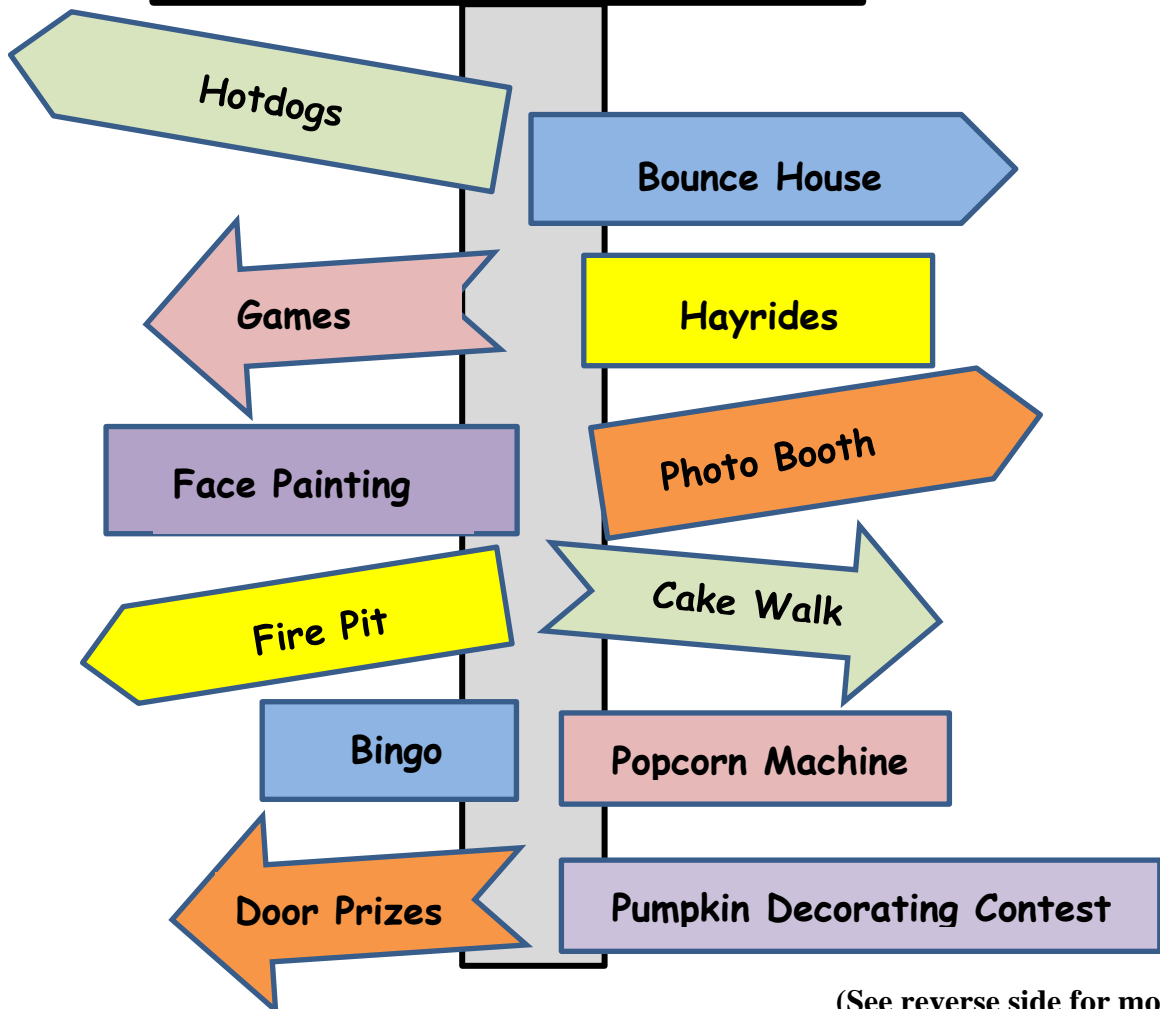 Hotdogs
Bounce House
Games
Hayrides
Face Painting
Photo Booth
Fire Pit
Cake Walk
Bingo
Popcorn Machine
Door Prizes
Pumpkin Decorating Contest
(See reverse side for